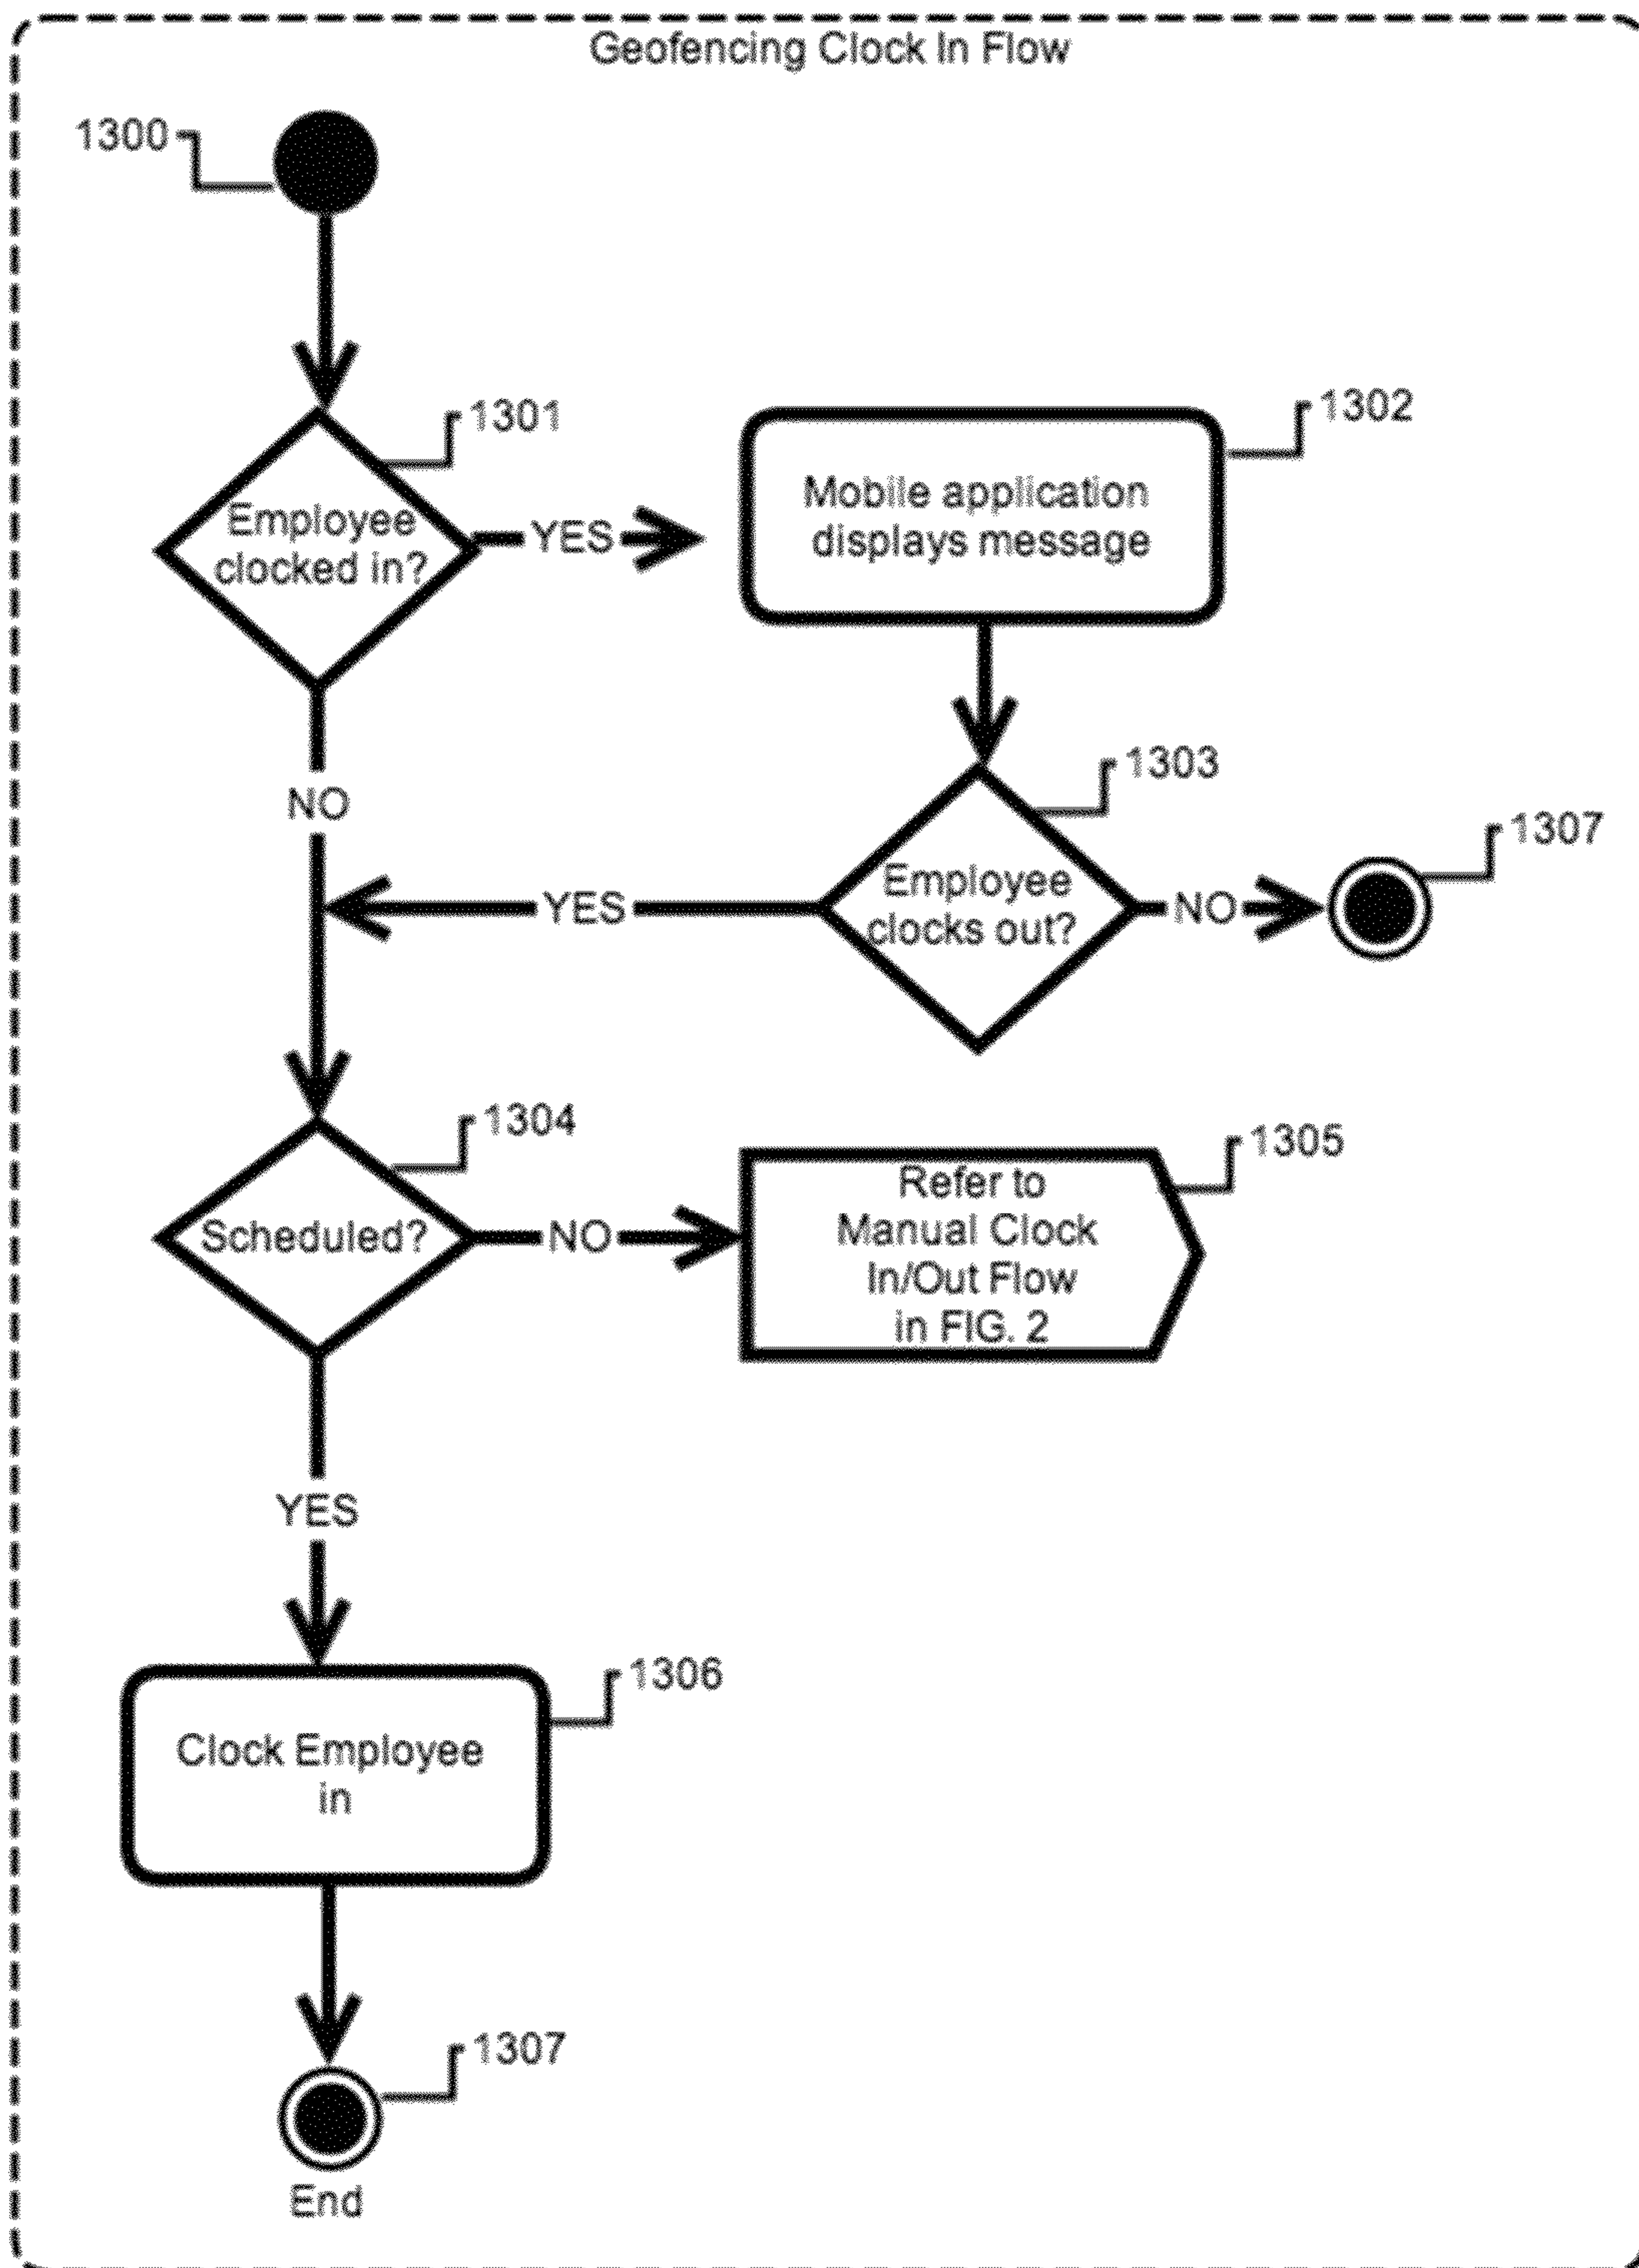 Geofencing Clock In Flow
1300
1301
Employee
clocked in?
YES
1302
Mobile application
displays message
NO
1303
Employee
clocks out?
YES
NO
1307
1304
Scheduled?
NO
1305
Refer to
Manual Clock
In/Out Flow
in FIG. 2
YES
1306
Clock Employee
in
1307
End